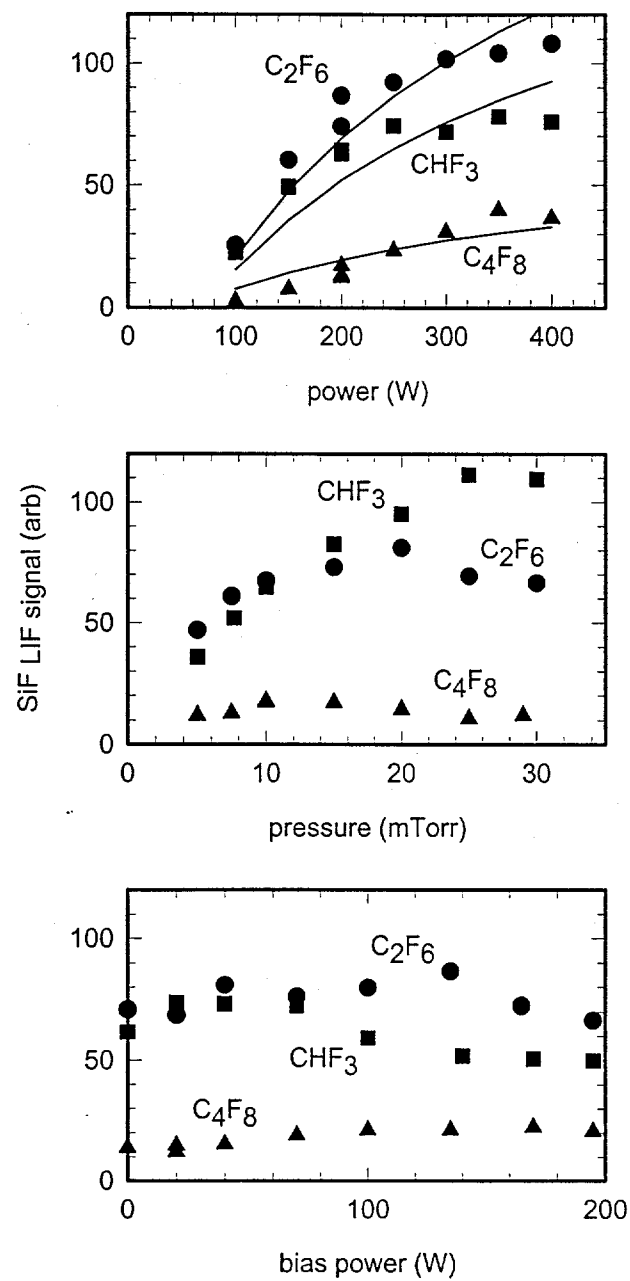 100
50
0
C2F6
CHF3
C4F8
0
100
200
300
400
power (W)
SiF LIF signal (arb)
100
50
0
CHF3
C2F6
C4F8
0
10
20
30
pressure (mTorr)
100
50
0
C2F6
CHF3
C4F8
0
100
200
bias power (W)